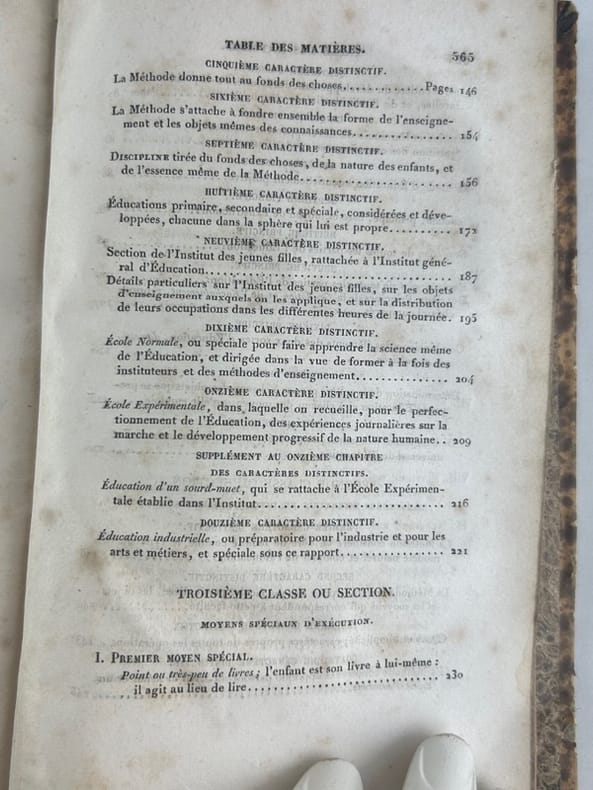 TABLE DES MATIÈRES. 565
CINQUIÈME CARACTÈRE DISTINCTIF.
La Méthode donne tout au fonds des choses.............Pages 146
SIXIÈME CARACTÈRE DISTINCTIF.
La Méthode s'attache à fondre ensemble la forme de l'enseigne-
ment et les objets mêmes des connaissances................ 154
SEPTIÈME CARACTÈRE DISTINCTIF.
DISCIPLINE tirée du fonds des choses, de la nature des enfants, et
de l'essence même de la Méthode........................ 156
HUITIÈME CARACTÈRE DISTINCTIF.
Éducations primaire, secondaire et spéciale, considérées et déve-
loppées, chacune dans la sphère qui lui est propre.......... 172
NEUVIÈME CARACTÈRE DISTINCTIF.
Section de l'Institut des jeunes filles, rattachée à l'Institut géné-
ral d'Éducation...................................... 187
Détails particuliers sur l'Institut des jeunes filles, sur les objets
d'enseignement auxquels on les applique, et sur la distribution
de leurs occupations dans les différentes heures de la journée. 195
DIXIÈME CARACTÈRE DISTINCTIF.
École Normale, ou spéciale pour faire apprendre la science même
de l'Éducation, et dirigée dans la vue de former à la fois des
instituteurs et des méthodes d'enseignement............... 204
ONZIÈME CARACTÈRE DISTINCTIF.
École Expérimentale, dans laquelle on recueille, pour le perfec-
tionnement de l'Éducation, des expériences journalières sur la
marche et le développement progressif de la nature humaine.. 209
SUPPLÉMENT AU ONZIÈME CHAPITRE
DES CARACTÈRES DISTINCTIFS.
Éducation d'un sourd-muet, qui se rattache à l'École Expérimen-
tale établie dans l'Institut............................... 216
DOUZIÈME CARACTÈRE DISTINCTIF.
Éducation industrielle, ou préparatoire pour l'industrie et pour les
arts et métiers, et spéciale sous ce rapport................ 221
TROISIÈME CLASSE OU SECTION.
MOYENS SPÉCIAUX D'EXÉCUTION.
I. PREMIER MOYEN SPÉCIAL.
Point ou très-peu de livres; l'enfant est son livre à lui-même :
il agit au lieu de lire................................. 230